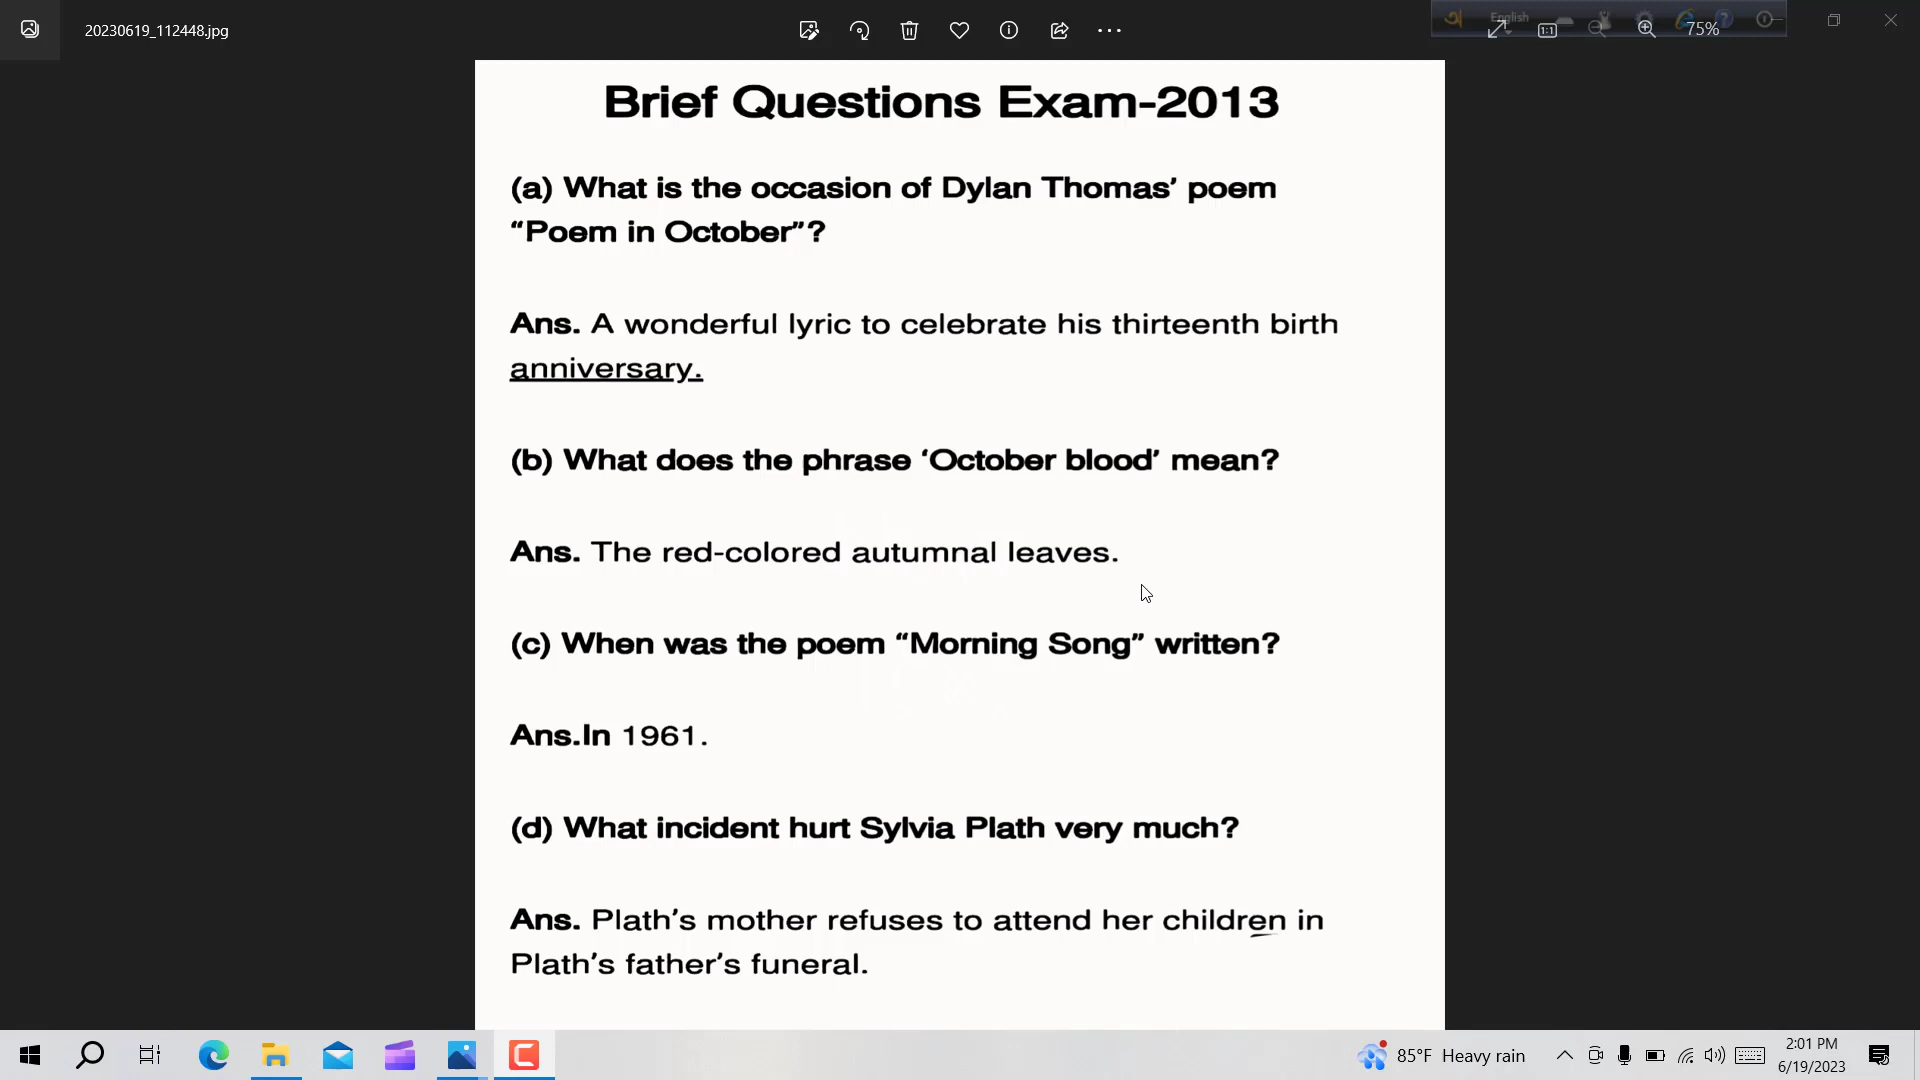 20230619_112448.jpg
English
75%
Brief Questions Exam-2013
(a) What is the occasion of Dylan Thomas’ poem
“Poem in October”?
Ans. A wonderful lyric to celebrate his thirteenth birth
anniversary.
(b) What does the phrase ‘October blood’ mean?
Ans. The red-colored autumnal leaves.
(c) When was the poem “Morning Song” written?
Ans.In 1961.
(d) What incident hurt Sylvia Plath very much?
Ans. Plath’s mother refuses to attend her children in
Plath’s father’s funeral.
85°F Heavy rain
2:01 PM
6/19/2023